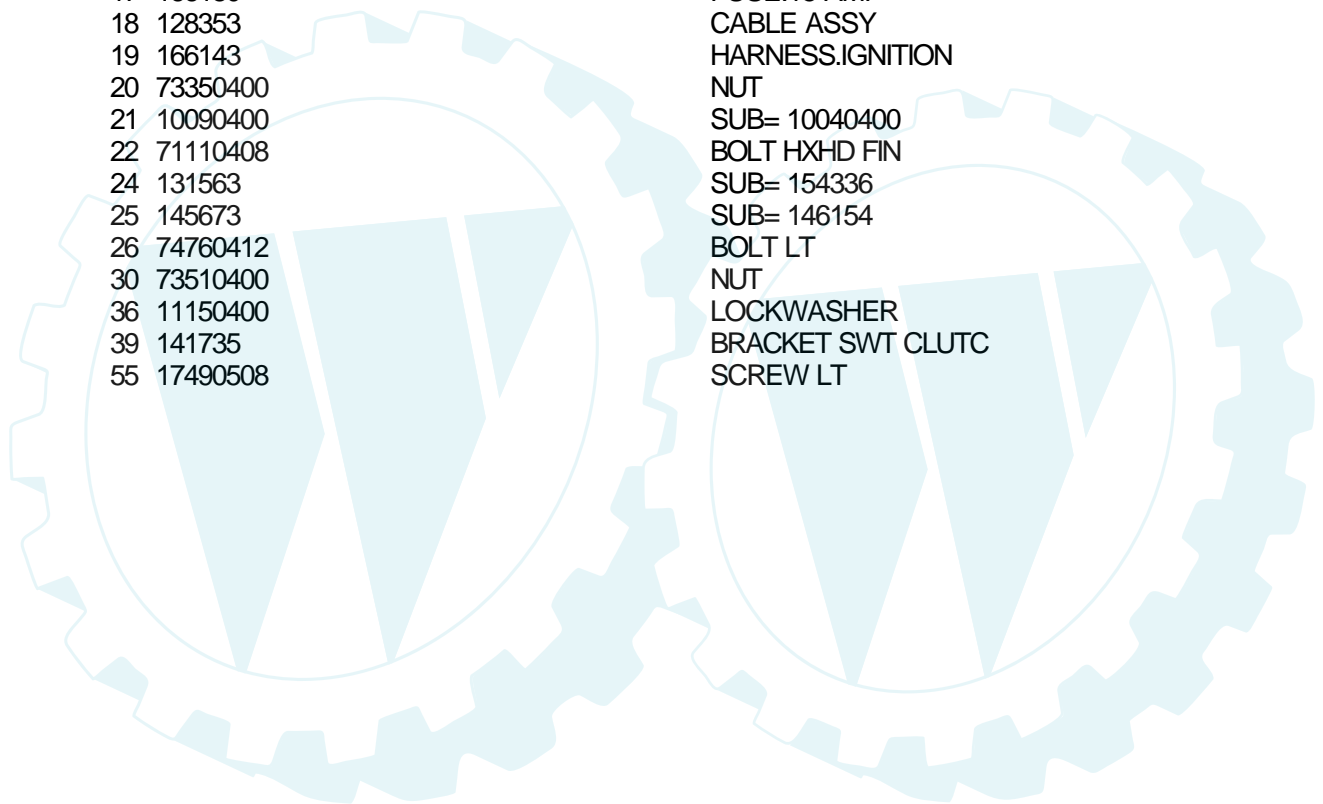 18 128353 CABLE ASSY
19 166143 HARNESS.IGNITION
20 73350400 NUT
21 10090400 SUB= 10040400
22 71110408 BOLT HXHD FIN
24 131563 SUB= 154336
25 145673 SUB= 146154
26 74760412 BOLT LT
30 73510400 NUT
36 11150400 LOCKWASHER
39 141735 BRACKET SWT CLUTC
55 17490508 SCREW LT